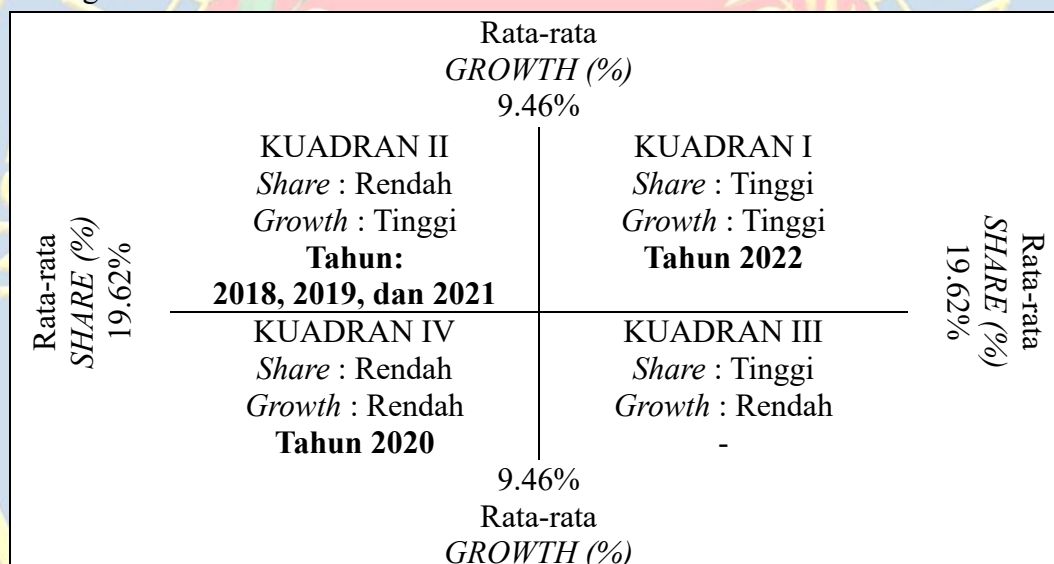 Rata-rata
GROWTH (%)
9.46%
KUADRAN II
Share : Rendah
Growth : Tinggi
Tahun:
2018, 2019, dan 2021
KUADRAN I
Share : Tinggi
Growth : Tinggi
Tahun 2022
Rata-rata
SHARE (%)
19.62%
Rata-rata
SHARE (%)
19.62%
KUADRAN IV
Share : Rendah
Growth : Rendah
Tahun 2020
KUADRAN III
Share : Tinggi
Growth : Rendah
-
9.46%
Rata-rata
GROWTH (%)